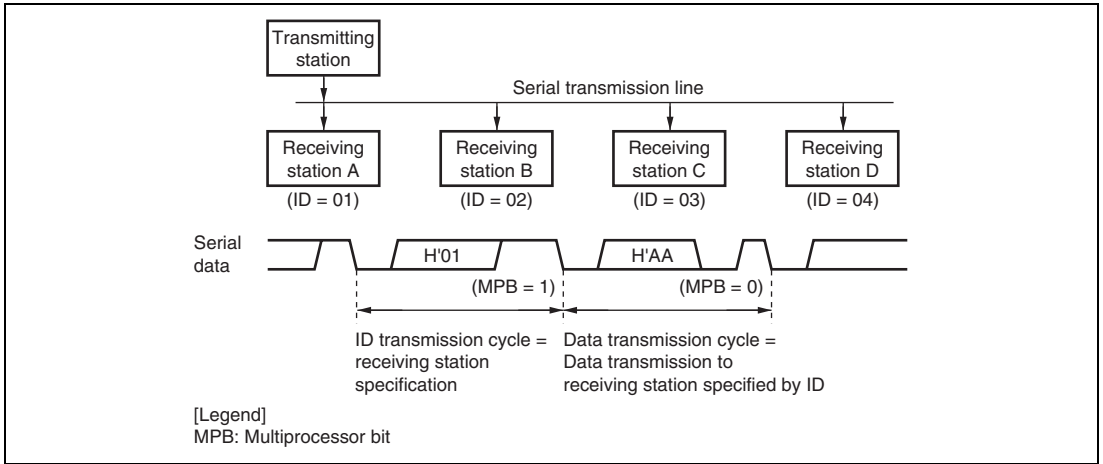 Transmitting
station
Serial transmission line
Receiving
station A
(ID = 01)
Receiving
station B
(ID = 02)
Receiving
station C
(ID = 03)
Receiving
station D
(ID = 04)
Serial
data
H'01
H'AA
(MPB = 1)
(MPB = 0)
ID transmission cycle =
receiving station
specification
Data transmission cycle =
Data transmission to
receiving station specified by ID
[Legend]
MPB: Multiprocessor bit